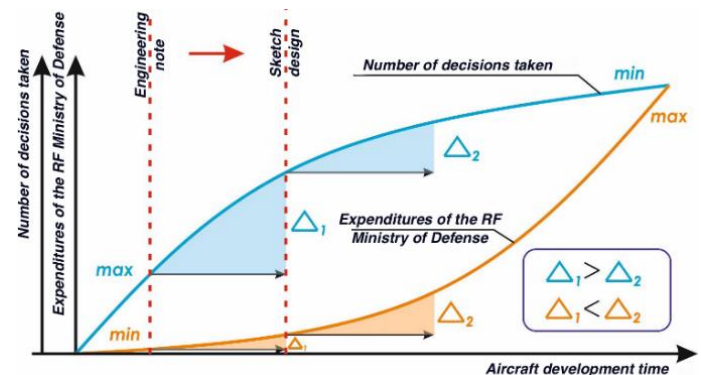 Number of decisions taken
Expenditures of the RF Ministry of Defense
Engineering
note
Sketch
design
Number of decisions taken
min
max
max
min
Δ1
Δ2
Expenditures of the RF
Ministry of Defense
Δ1
Δ2
Δ1>Δ2
Δ1<Δ2
Aircraft development time